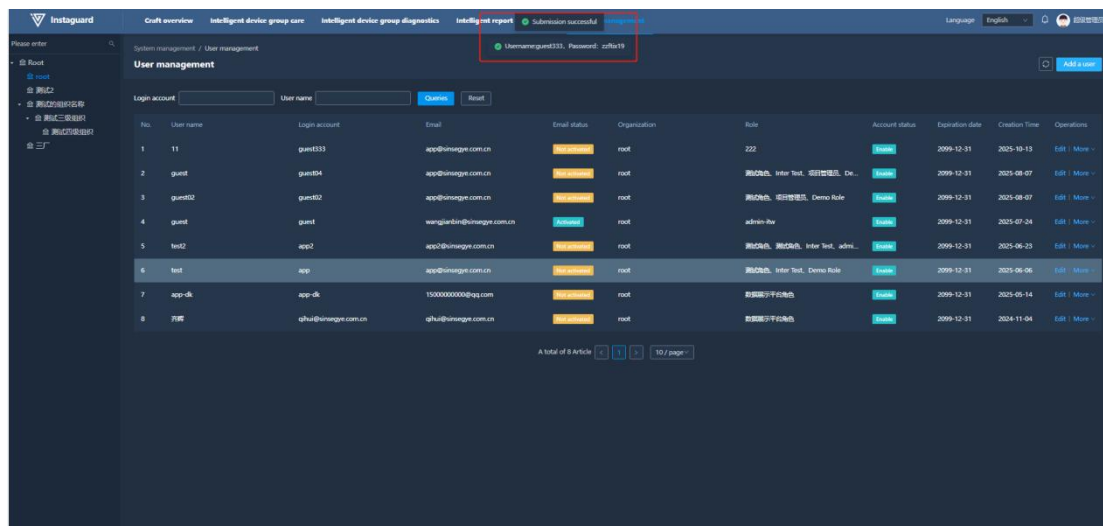 Instaguard Craft overview Intelligent device group care Intelligent device group diagnostics Intelligent report Submission successful Language English 超级管理员
Please enter
Username:guest333、Password:
System management / User management
User management Add a user
Root
root
测试2
测试的组织名称
测试三级组织
测试四级组织
三厂
Login account User name Queries Reset
No. User name Login account Email Email status Organization Role Account status Expiration date Creation Time Operations
1 11 guest333 app@sinsegye.com.cn Not activated root 222 Enable 2099-12-31 2025-10-13 Edit | More
2 guest guest04 app@sinsegye.com.cn Not activated root 测试角色、Inter Test、项目管理员、De... Enable 2099-12-31 2025-08-07 Edit | More
3 guest02 guest02 app@sinsegye.com.cn Not activated root 测试角色、项目管理员、Demo Role Enable 2099-12-31 2025-08-07 Edit | More
4 guest guest wangjianbin@sinsegye.com.cn Activated root admin-itw Enable 2099-12-31 2025-07-24 Edit | More
5 test2 app2 app2@sinsegye.com.cn Not activated root 测试角色、测试角色、Inter Test、admi... Enable 2099-12-31 2025-06-23 Edit | More
6 test app app@sinsegye.com.cn Not activated root 测试角色、Inter Test、Demo Role Enable 2099-12-31 2025-06-06 Edit | More
7 app-dk app-dk 15000000000@qq.com Not activated root 数据展示平台角色 Enable 2099-12-31 2025-05-14 Edit | More
8 齐辉 qihui@sinsegye.com.cn qihui@sinsegye.com.cn Not activated root 数据展示平台角色 Enable 2099-12-31 2024-11-04 Edit | More
A total of 8 Article < 1 > 10 / page